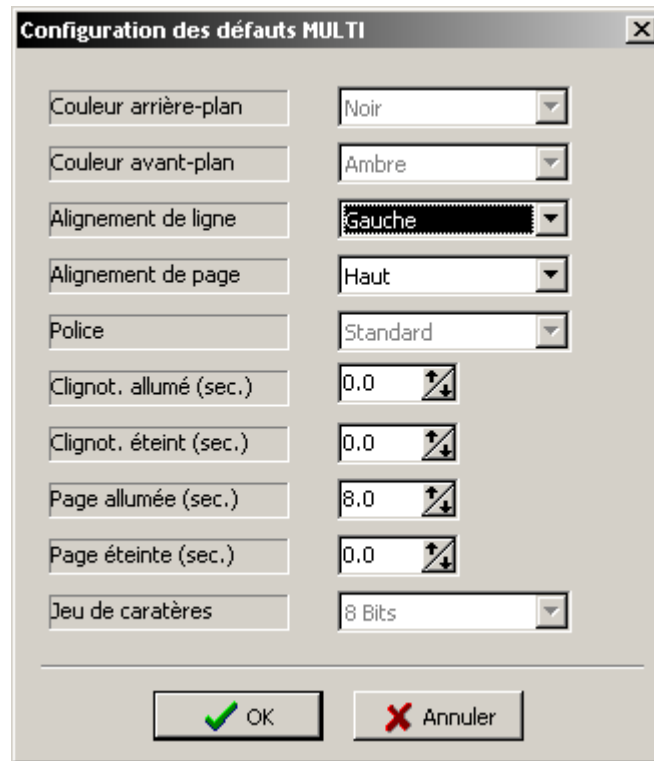 Configuration des défauts MULTI
Couleur arrière-plan Noir
Couleur avant-plan Ambre
Alignement de ligne Gauche
Alignement de page Haut
Police Standard
Clignot. allumé (sec.) 0.0
Clignot. éteint (sec.) 0.0
Page allumée (sec.) 8.0
Page éteinte (sec.) 0.0
Jeu de caratères 8 Bits
OK Annuler